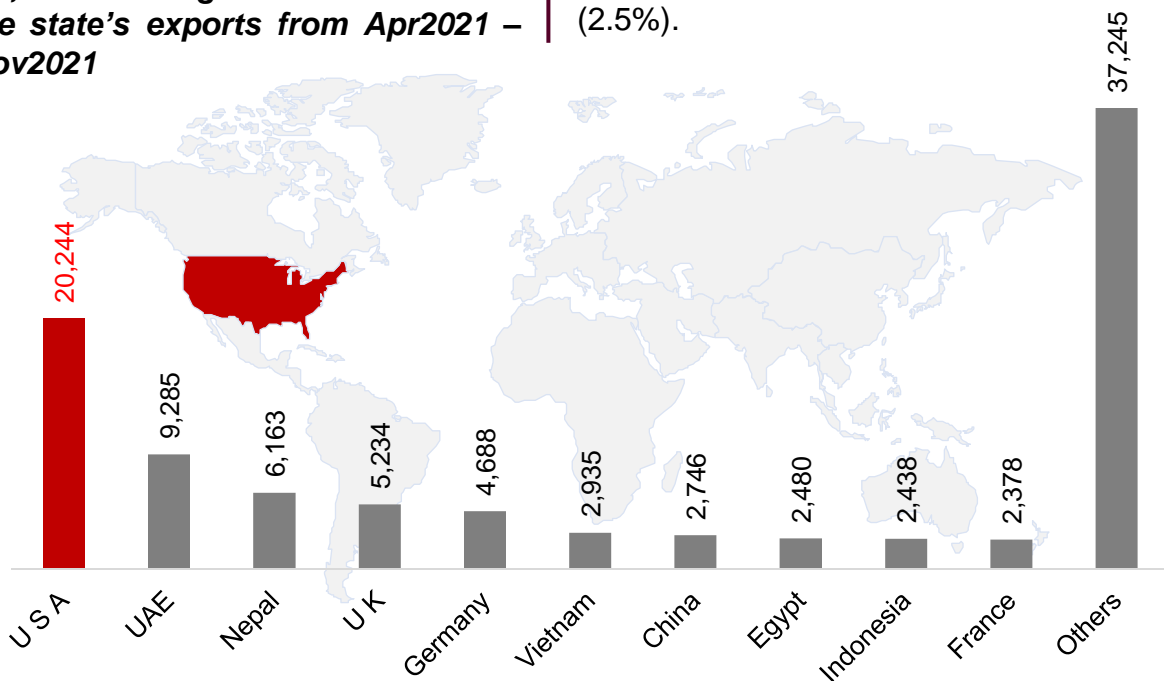 e state's exports from Apr2021 –
ov2021
(2.5%).
37,245
20,244
9,285
6,163
5,234
4,688
2,935
2,746
2,480
2,438
2,378
U S A
UAE
Nepal
U K
Germany
Vietnam
China
Egypt
Indonesia
France
Others